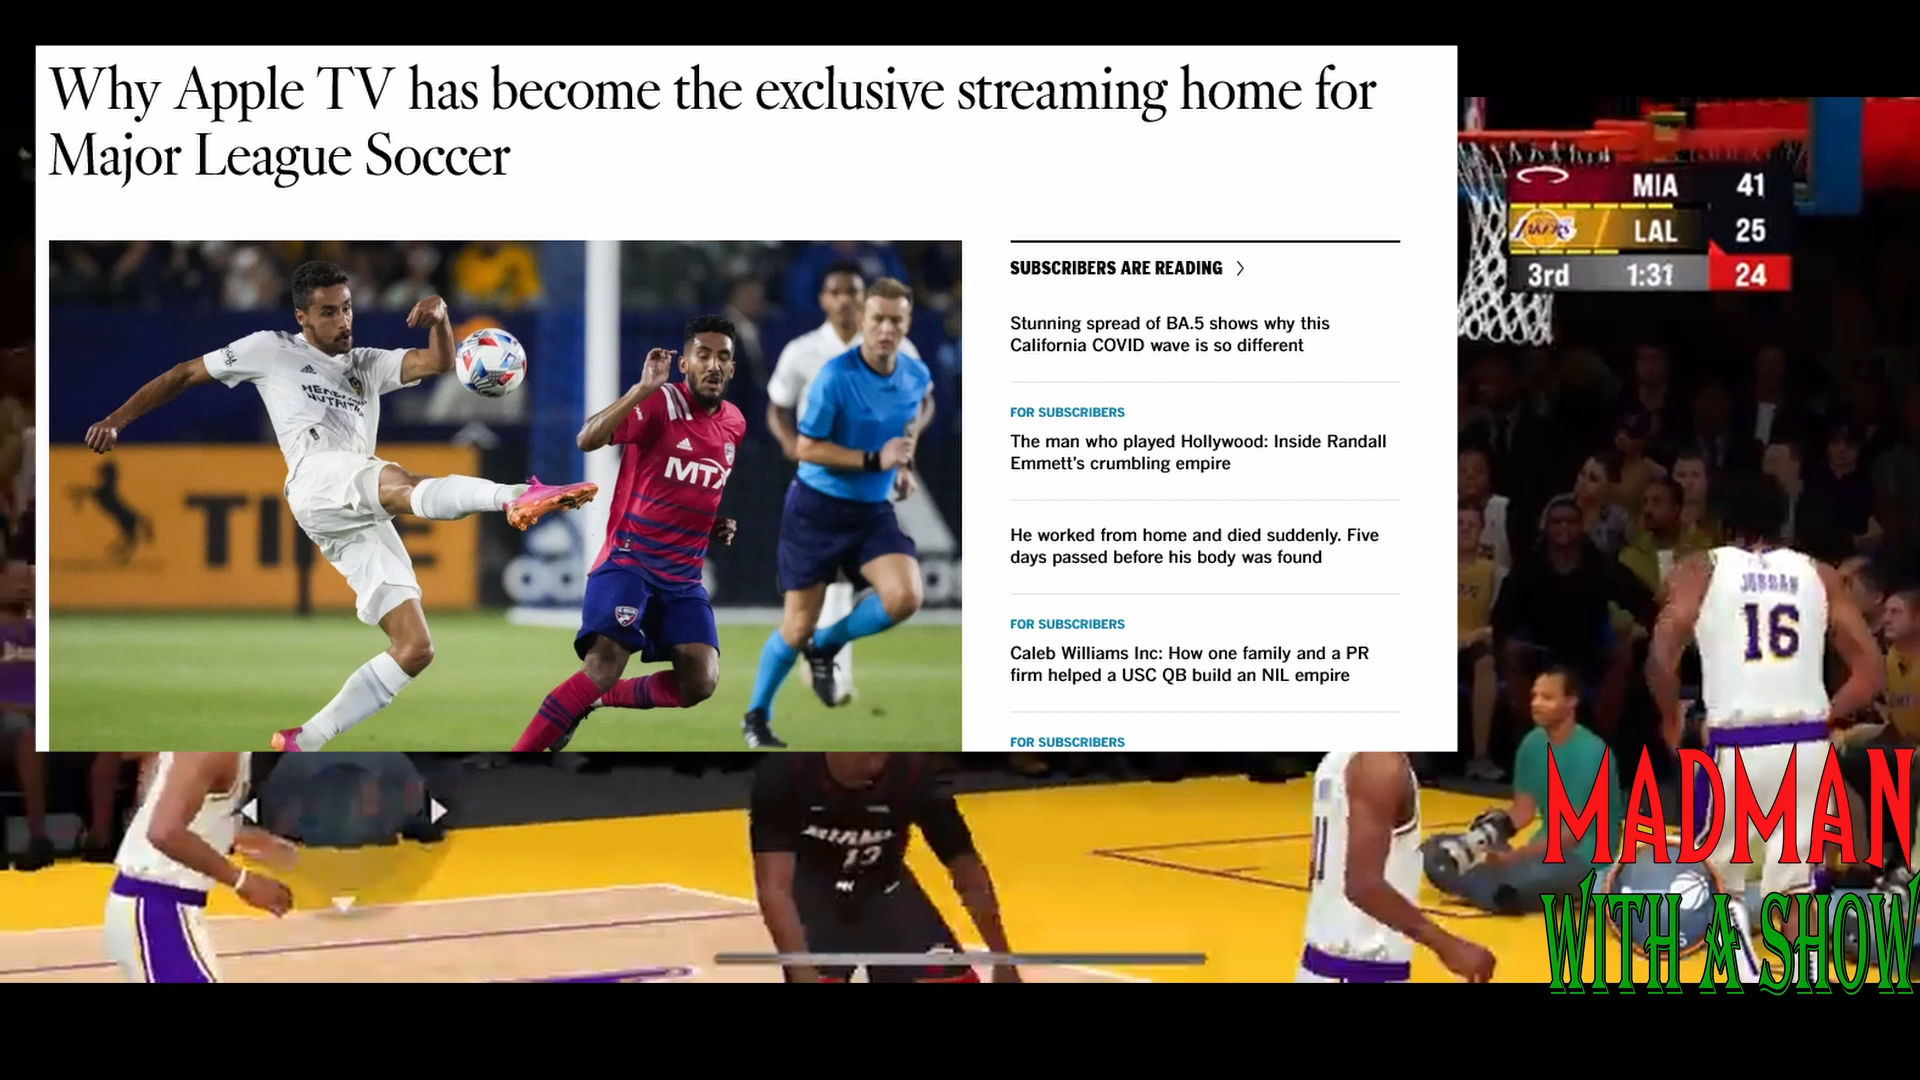 Why Apple TV has become the exclusive streaming home for
Major League Soccer
SUBSCRIBERS ARE READING
Stunning spread of BA.5 shows why this
California COVID wave is so different
FOR SUBSCRIBERS
The man who played Hollywood: Inside Randall
Emmett's crumbling empire
He worked from home and died suddenly. Five
days passed before his body was found
FOR SUBSCRIBERS
Caleb Williams Inc: How one family and a PR
firm helped a USC QB build an NIL empire
FOR SUBSCRIBERS
MTX
adidas
MIA 41
LAL 25
3rd 1:31 24
JORDAN
16
13
MADMAN
WITH A SHOW